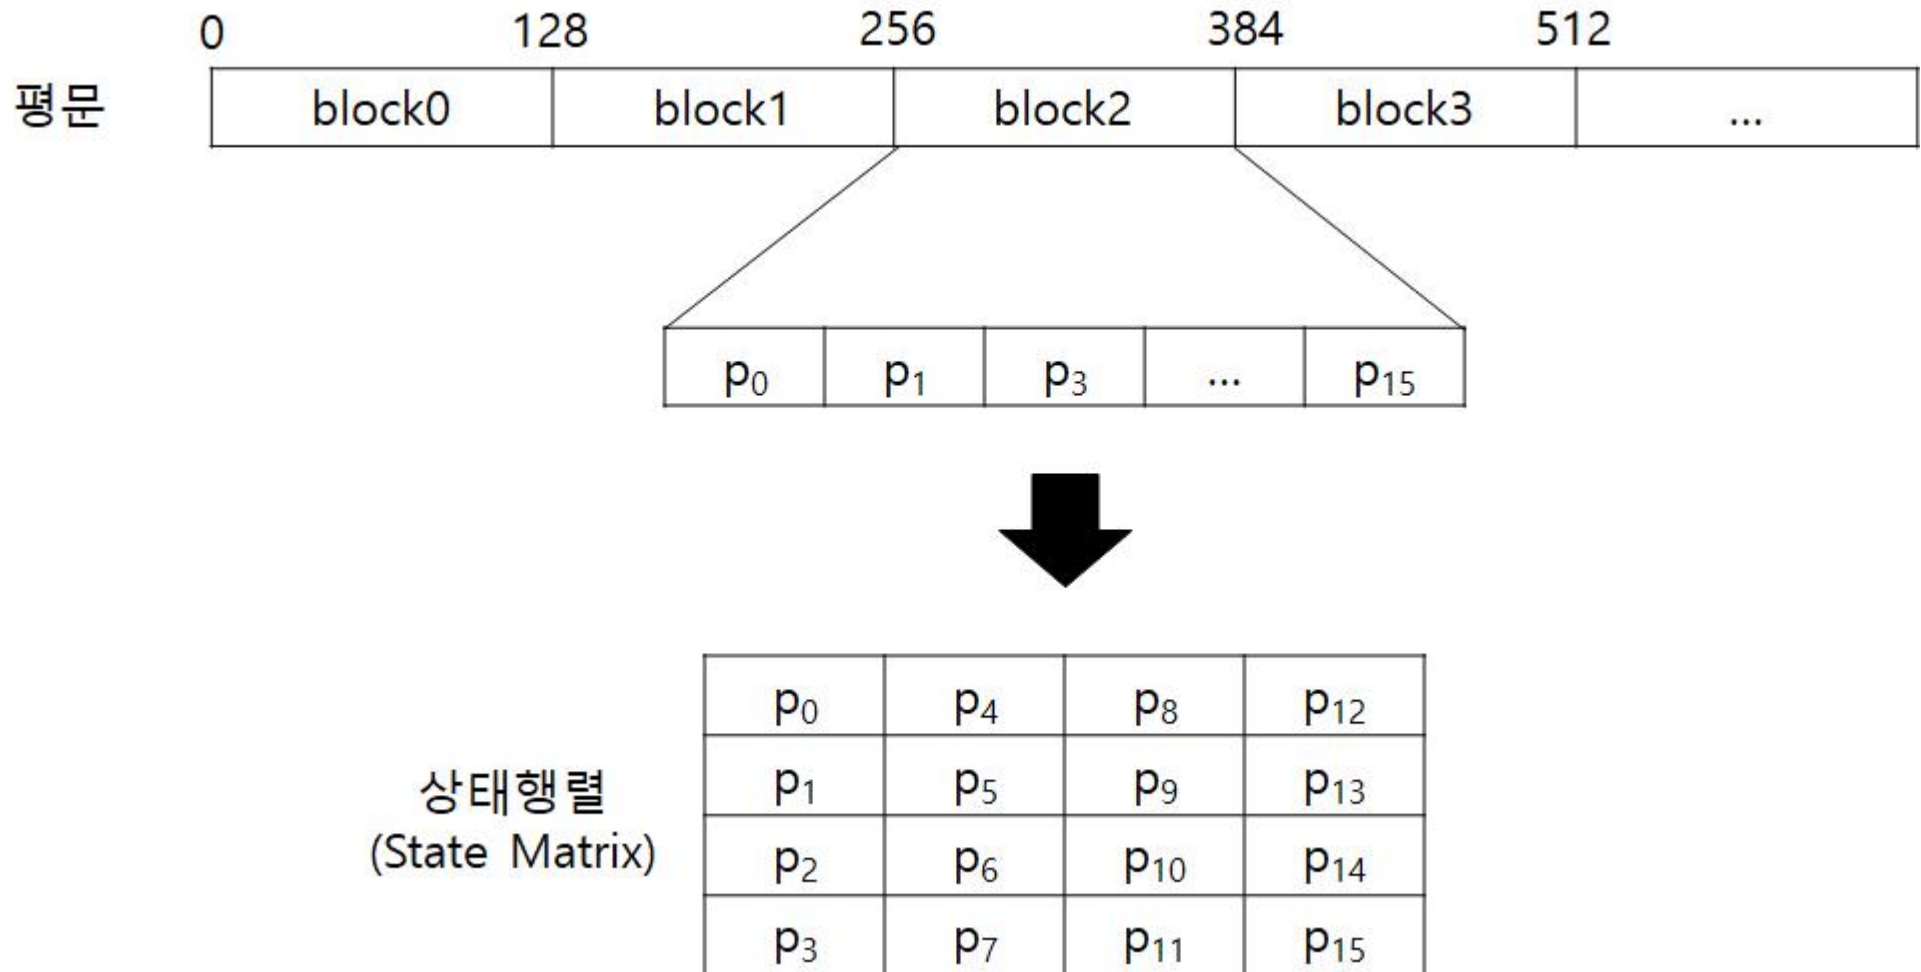 0 128 256 384 512
평문 block0 block1 block2 block3 ...
p0 p1 p3 ... p15
p0 p4 p8 p12
p1 p5 p9 p13
상태행렬
(State Matrix)
p2 p6 p10 p14
p3 p7 p11 p15